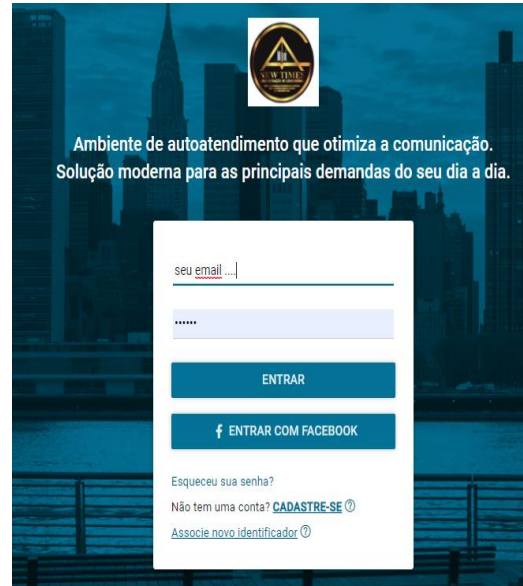 NEW TIMES
Ambiente de autoatendimento que otimiza a comunicação.
Solução moderna para as principais demandas do seu dia a dia.
seu email ....
••••••
ENTRAR
f ENTRAR COM FACEBOOK
Esqueceu sua senha?
Não tem uma conta? CADASTRE-SE ?
Associe novo identificador ?